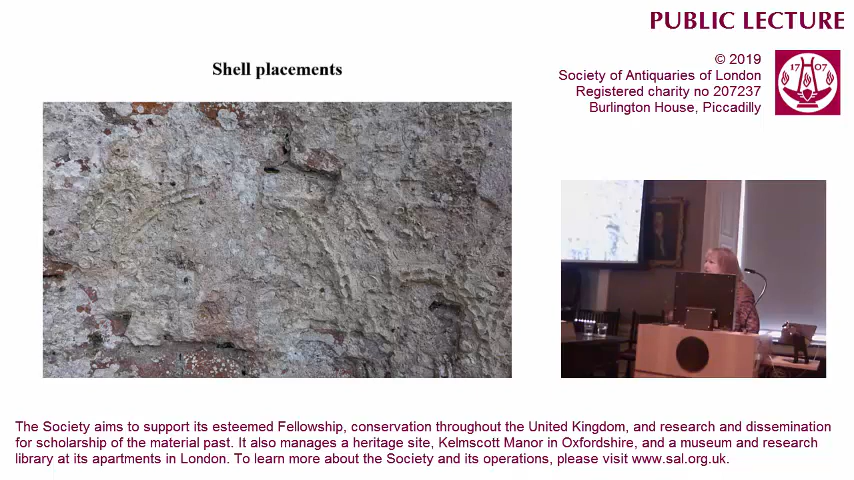 PUBLIC LECTURE
© 2019
Society of Antiquaries of London
Registered charity no 207237
Burlington House, Piccadilly
17 07
Shell placements
The Society aims to support its esteemed Fellowship, conservation throughout the United Kingdom, and research and dissemination
for scholarship of the material past. It also manages a heritage site, Kelmscott Manor in Oxfordshire, and a museum and research
library at its apartments in London. To learn more about the Society and its operations, please visit www.sal.org.uk.